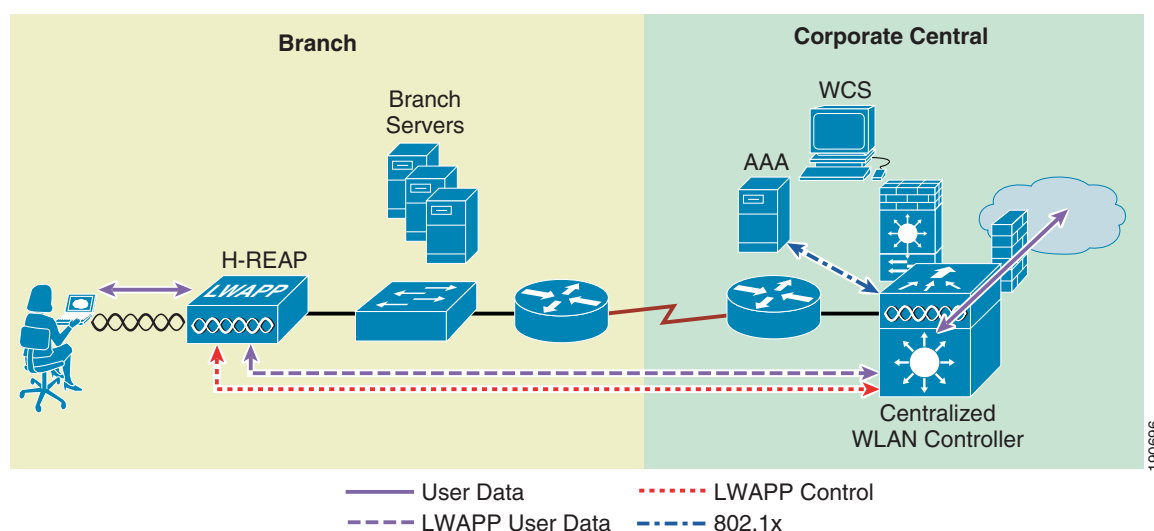 Branch
Corporate Central
WCS
Branch
Servers
AAA
H-REAP
LWAPP
Centralized
WLAN Controller
190696
User Data
LWAPP Control
LWAPP User Data
802.1x